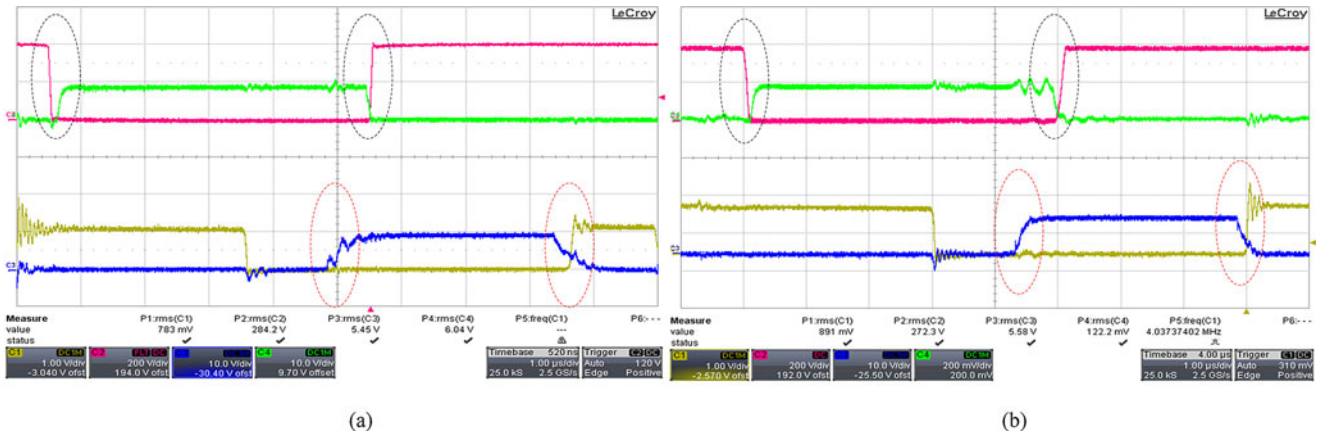 LeCroy
C2
C3
Measure P1:rms(C1) P2:rms(C2) P3:rms(C3) P4:rms(C4) P5:freq(C1) P6:- - -
value 783 mV 284.2 V 5.45 V 6.04 V ---
status
C1 DC1M C2 FLT DC C4 DC1M Timebase 520 ns Trigger C2 DC
1.00 V/div 200 V/div 10.0 V/div 10.0 V/div 1.00 µs/div Auto 120 V
-3.040 V ofst 194.0 V ofst -30.40 V ofst 9.70 V offset 25.0 kS 2.5 GS/s Edge Positive
(a)
LeCroy
Measure P1:rms(C1) P2:rms(C2) P3:rms(C3) P4:rms(C4) P5:freq(C1) P6:- - -
value 891 mV 272.3 V 5.58 V 122.2 mV 4.03737402 MHz
status
C1 DC1M C2 DC C4 DC1M Timebase 4.00 µs Trigger C1 DC
1.00 V/div 200 V/div 10.0 V/div 200 mV/div 1.00 µs/div Auto 310 mV
-2.570 V ofst 192.0 V ofst -25.50 V ofst 200.0 mV 25.0 kS 2.5 GS/s Edge Positive
(b)